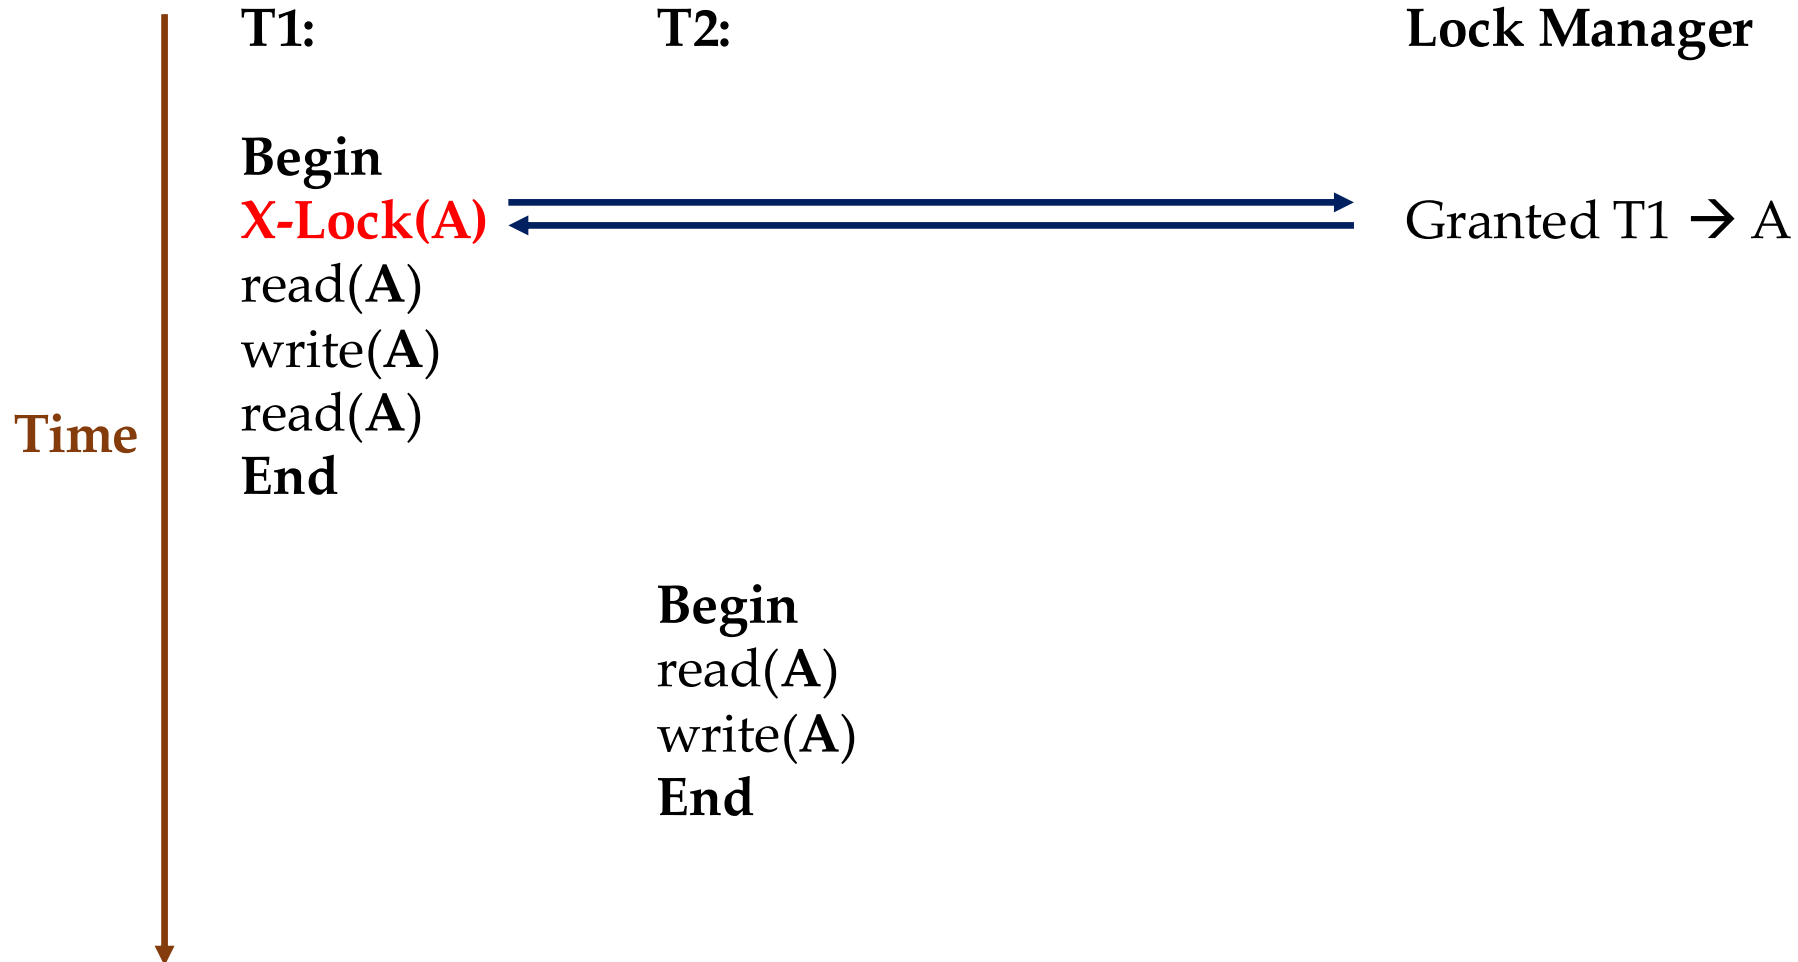 T1: T2: Lock Manager
Begin
X-Lock(A) Granted T1 → A
read(A)
write(A)
read(A)
Time
End
Begin
read(A)
write(A)
End